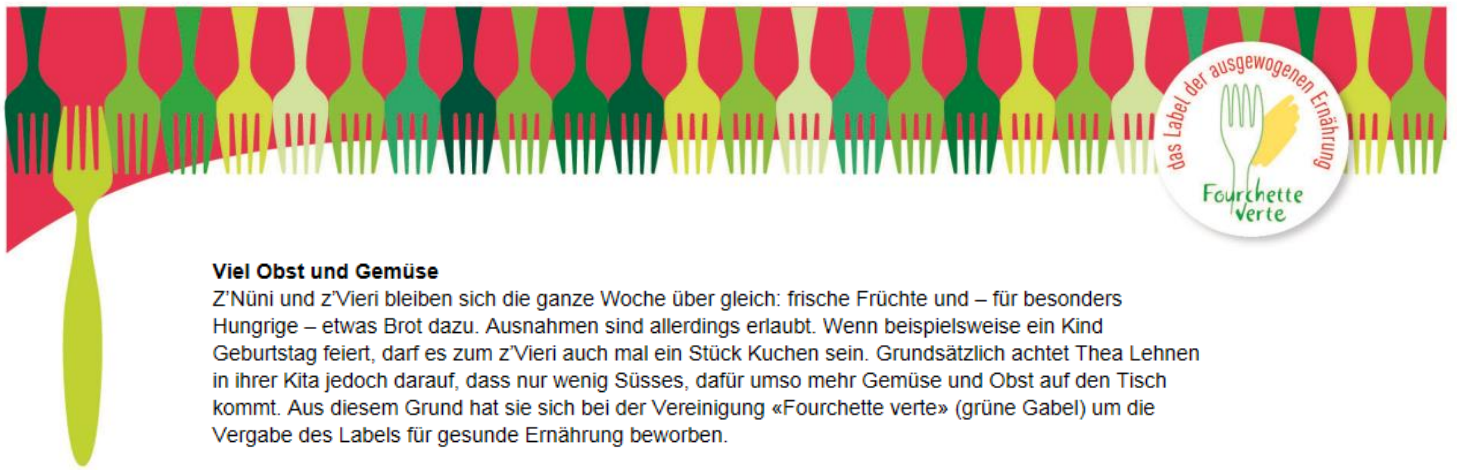 das Label der ausgewogenen Ernährung
Fourchette
verte
Viel Obst und Gemüse
Z'Nüni und z'Vieri bleiben sich die ganze Woche über gleich: frische Früchte und – für besonders
Hungrige – etwas Brot dazu. Ausnahmen sind allerdings erlaubt. Wenn beispielsweise ein Kind
Geburtstag feiert, darf es zum z'Vieri auch mal ein Stück Kuchen sein. Grundsätzlich achtet Thea Lehnen
in ihrer Kita jedoch darauf, dass nur wenig Süsses, dafür umso mehr Gemüse und Obst auf den Tisch
kommt. Aus diesem Grund hat sie sich bei der Vereinigung «Fourchette verte» (grüne Gabel) um die
Vergabe des Labels für gesunde Ernährung beworben.